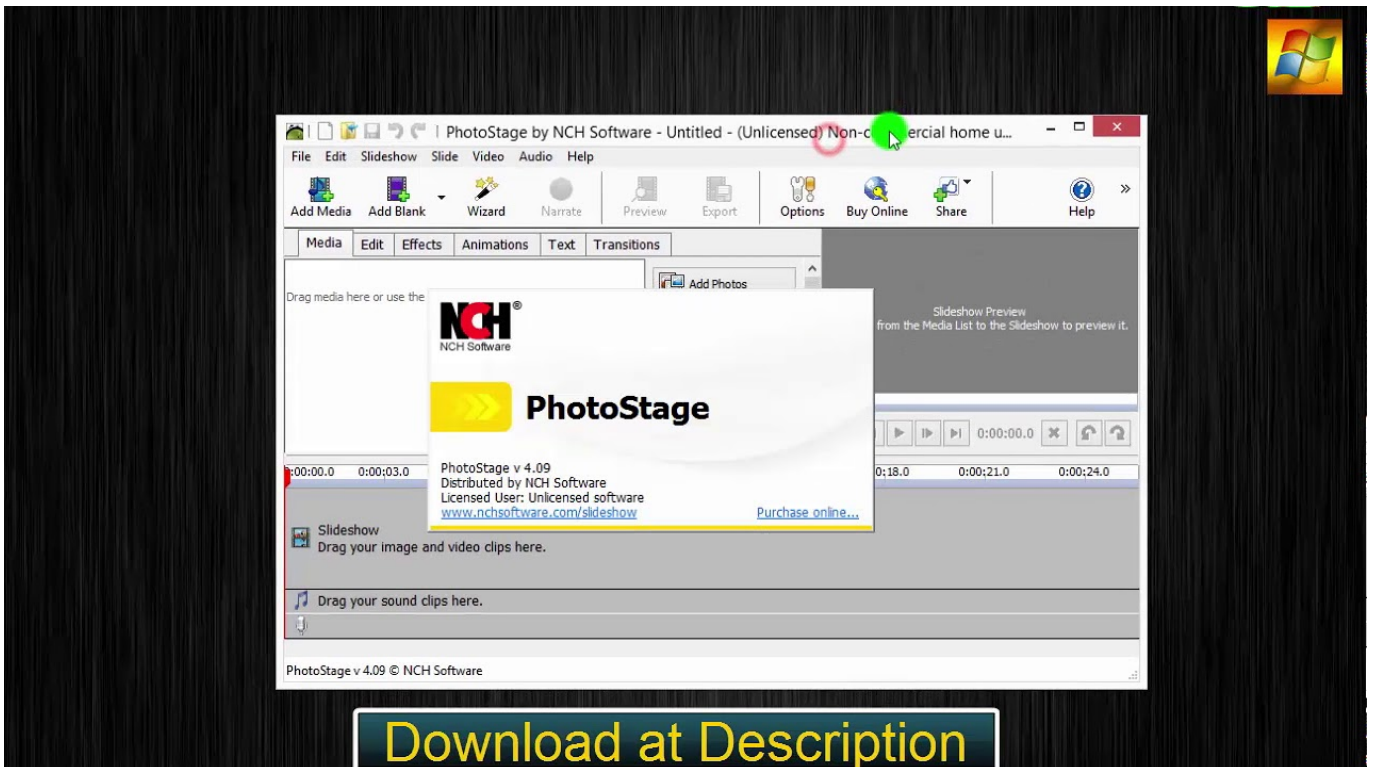 PhotoStage by NCH Software - Untitled - (Unlicensed) Non-c ercial home u...
File Edit Slideshow Slide Video Audio Help
Add Media Add Blank Wizard Narrate Preview Export Options Buy Online Share Help
Media Edit Effects Animations Text Transitions
Add Photos
Drag media here or use the
Slideshow Preview
from the Media List to the Slideshow to preview it.
NCH®
NCH Software
PhotoStage
0:00:00.0
PhotoStage v 4.09
Distributed by NCH Software
Licensed User: Unlicensed software
www.nchsoftware.com/slideshow Purchase online...
:00:00.0 0:00;03.0 0;18.0 0:00;21.0 0:00;24.0
Slideshow
Drag your image and video clips here.
Drag your sound clips here.
PhotoStage v 4.09 © NCH Software
Download at Description